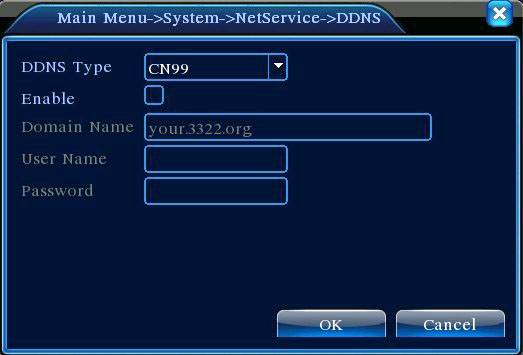 Main Menu->System->NetService->DDNS
DDNS Type CN99
Enable
Domain Name your.3322.org
User Name
Password
OK Cancel